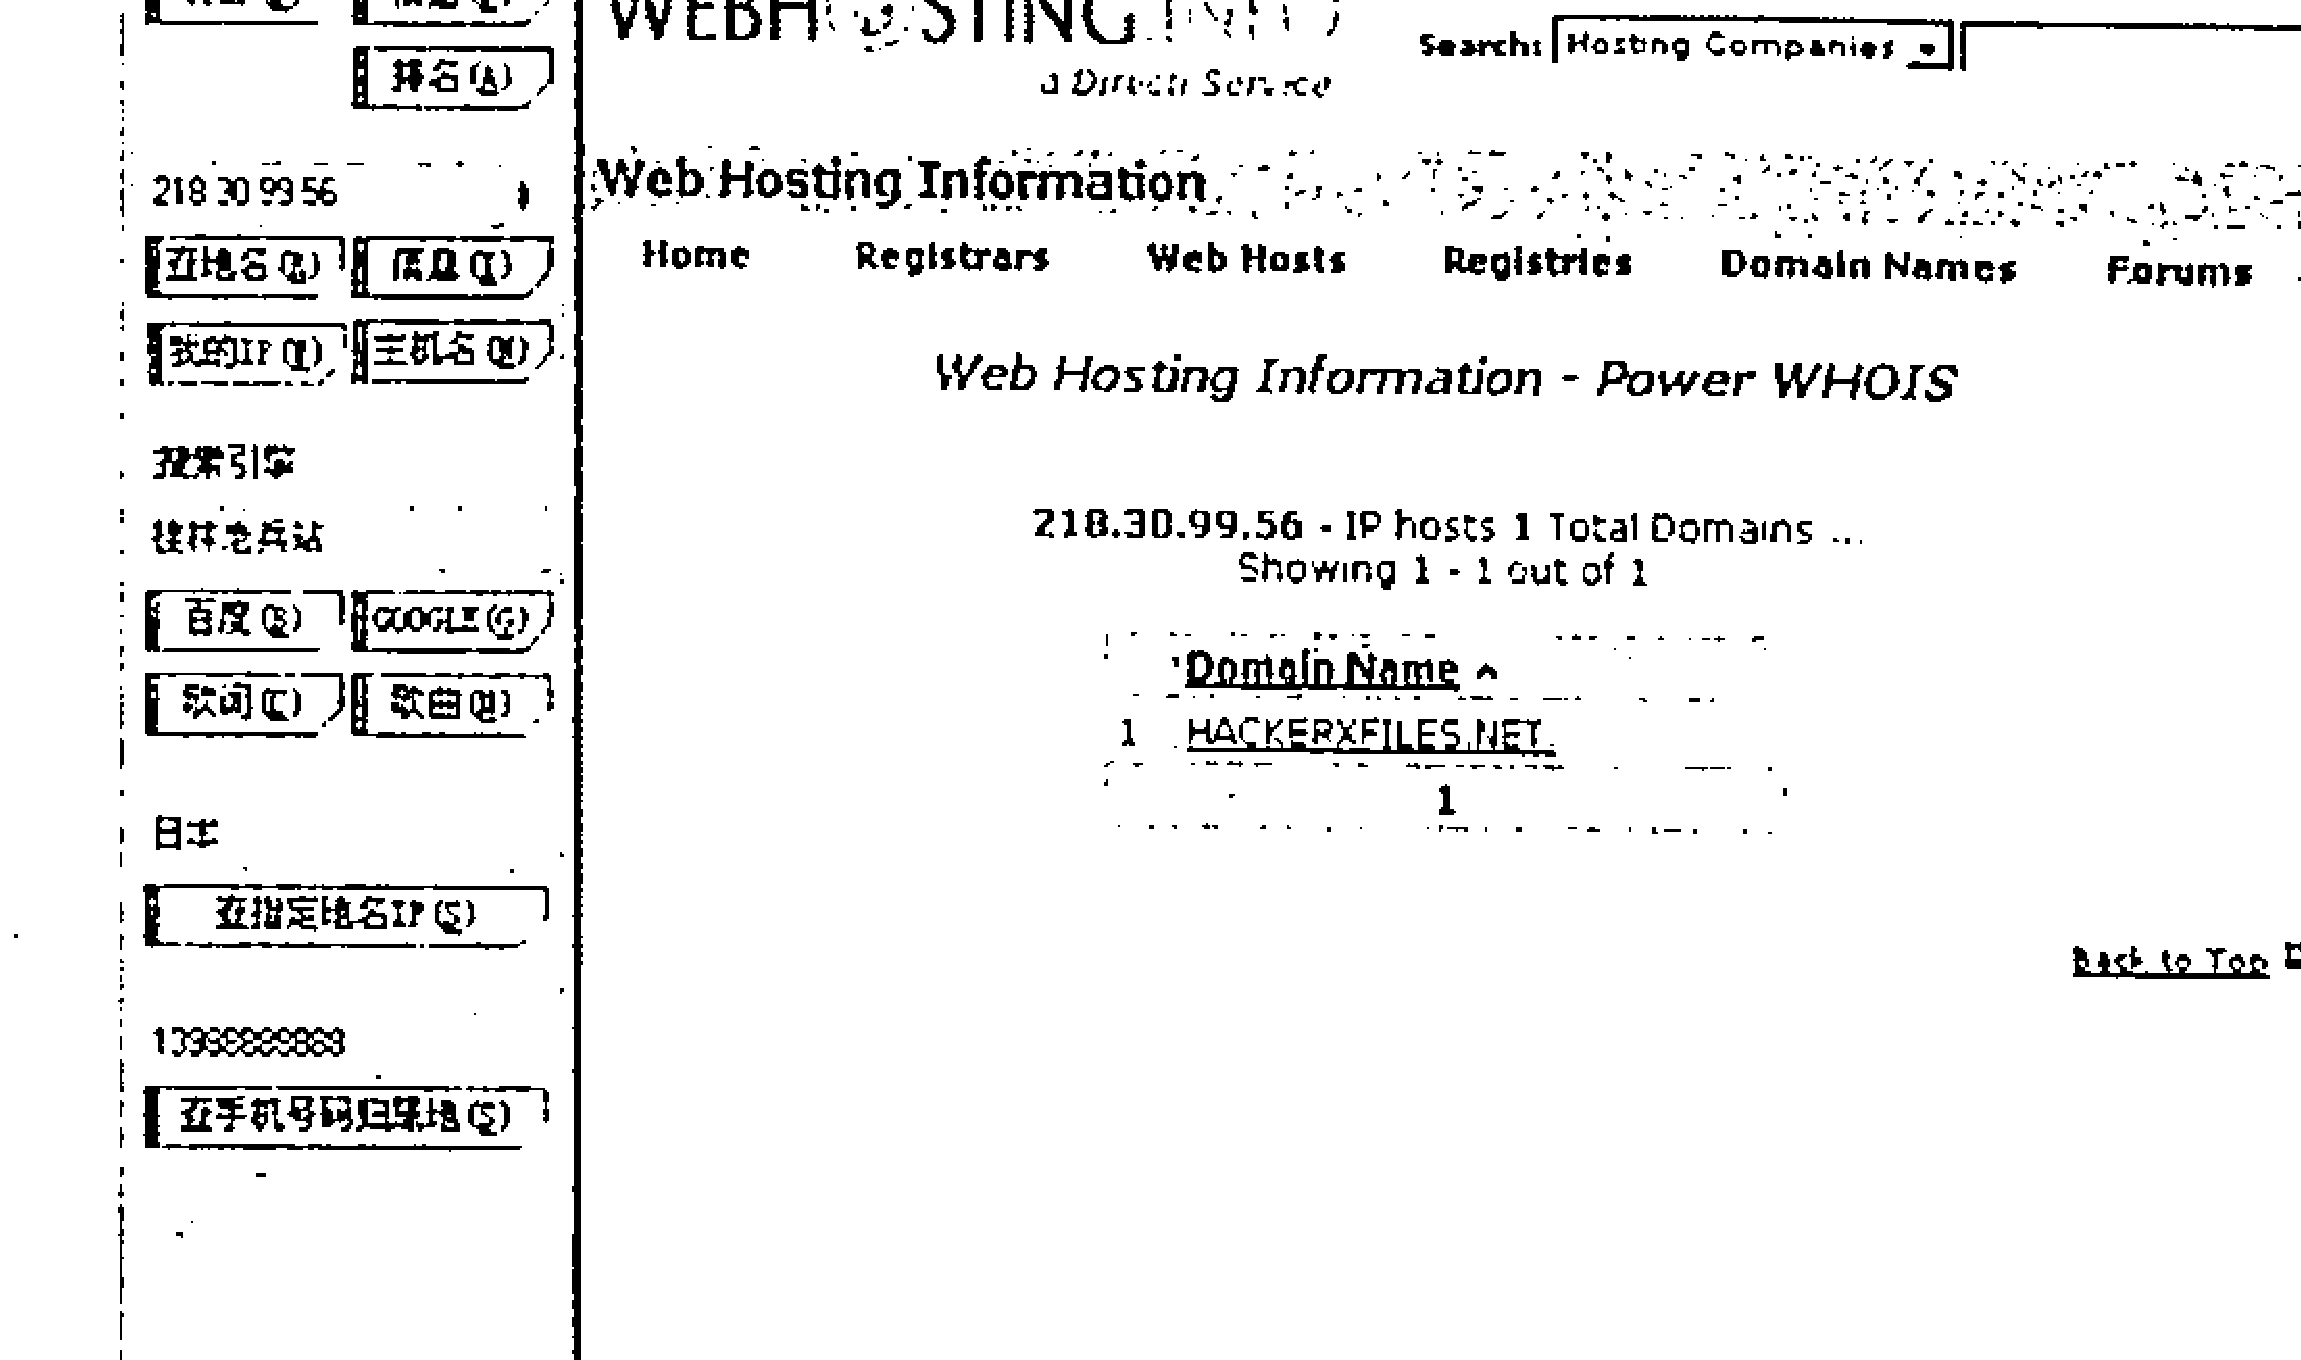 排名(A)
218 30 99 56
查地名(R) 信息(I)
我的IP(Y) 主机名(N)
搜索引擎
百度(B) GOOGLE(G)
歌词(C) 歌曲(M)
日本
查指定地名IP(S)
查手机号码归属地(S)
WEBHOSTING INFO
a Directi Service
Search: Hosting Companies
Web Hosting Information
Home Registrars Web Hosts Registries Domain Names Forums
Web Hosting Information - Power WHOIS
218.30.99.56 - IP hosts 1 Total Domains ...
Showing 1 - 1 out of 1
Domain Name
1 HACKERXFILES.NET
1
Back to Top